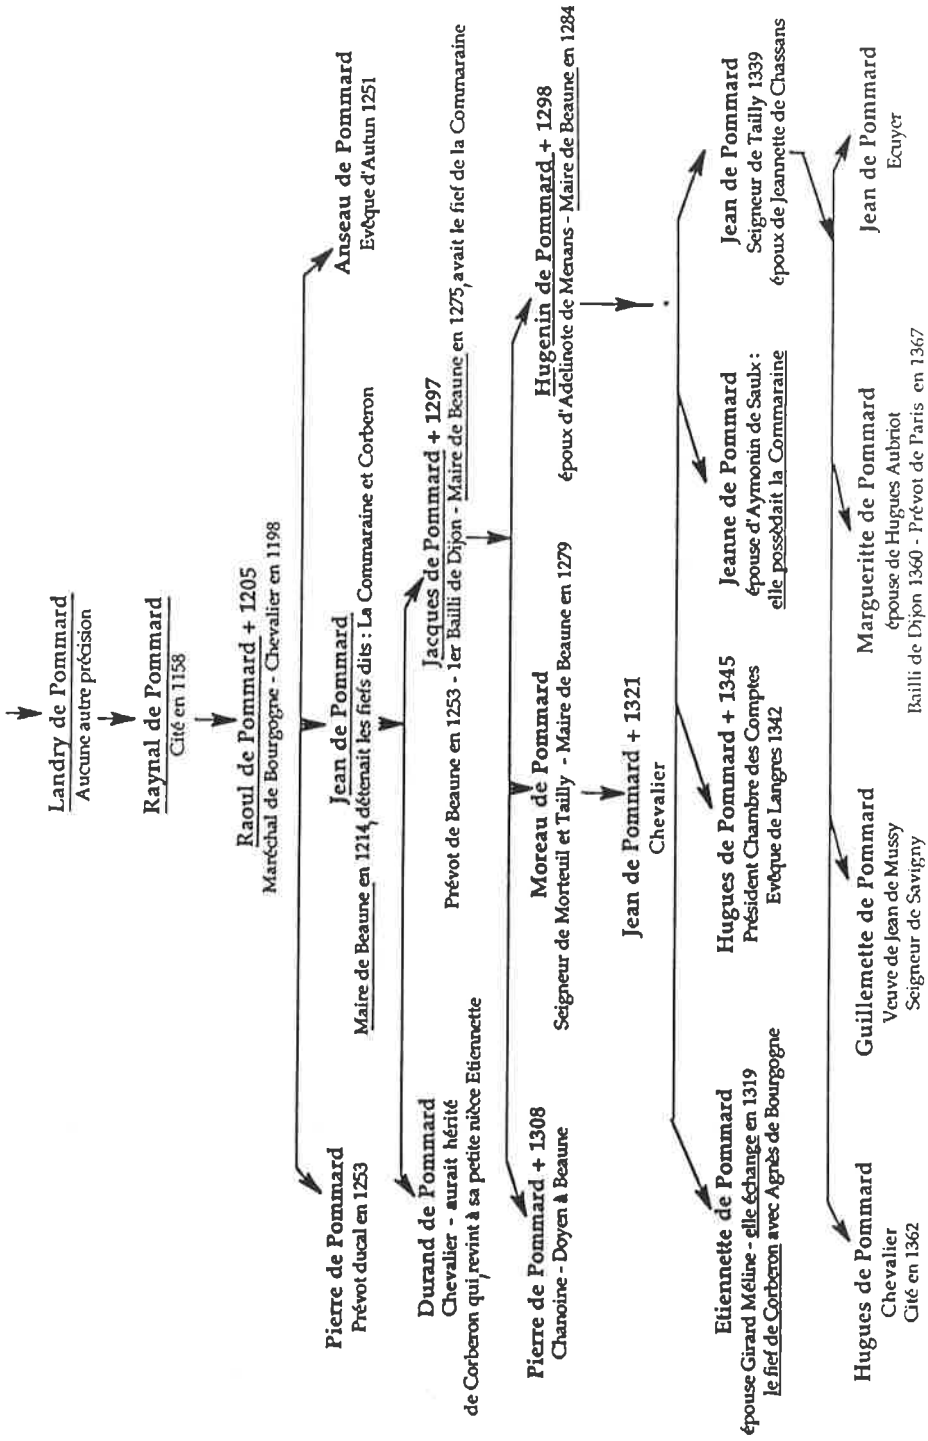 Landry de Pommard
Aucune autre précision
Raynal de Pommard
Cité en 1158
Raoul de Pommard + 1205
Maréchal de Bourgogne - Chevalier en 1198
Pierre de Pommard
Prévot ducal en 1253
Jean de Pommard
Maire de Beaune en 1214, détenait les fiefs dits : La Commaraine et Corberon
Anseau de Pommard
Evêque d'Autun 1251
Durand de Pommard
Chevalier - aurait hérité
de Corberon qui, revint à sa petite nièce Etiennette
Jacques de Pommard + 1297
Prévot de Beaune en 1253 - 1er Bailli de Dijon - Maire de Beaune en 1275, avait le fief de la Commaraine
Pierre de Pommard + 1308
Chanoine - Doyen à Beaune
Moreau de Pommard
Seigneur de Morteuil et Tailly - Maire de Beaune en 1279
Hugenin de Pommard + 1298
époux d'Adelinote de Menans - Maire de Beaune en 1284
Jean de Pommard + 1321
Chevalier
Etiennette de Pommard
épouse Girard Méline - elle échange en 1319
le fief de Corberon avec Agnès de Bourgogne
Hugues de Pommard + 1345
Président Chambre des Comptes
Evêque de Langres 1342
Jeanne de Pommard
épouse d'Aymonin de Saulx :
elle possèdait la Commaraine
Jean de Pommard
Seigneur de Tailly 1339
époux de Jeannette de Chassans
Hugues de Pommard
Chevalier
Cité en 1362
Guillemette de Pommard
Veuve de Jean de Mussy
Seigneur de Savigny
Margueritte de Pommard
épouse de Hugues Aubriot
Bailli de Dijon 1360 - Prévot de Paris en 1367
Jean de Pommard
Ecuyer